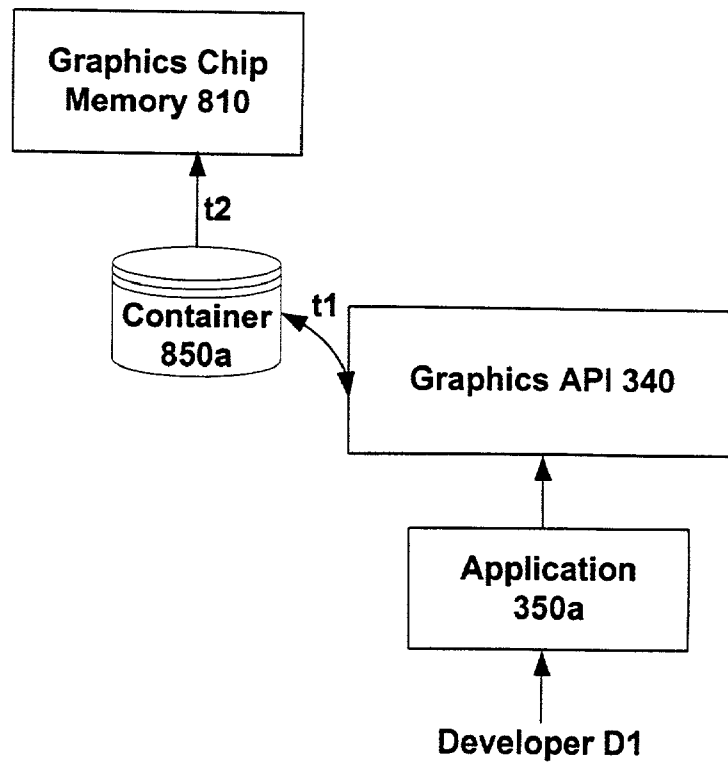 Graphics Chip
Memory 810
t2
Container
850a
t1
Graphics API 340
Application
350a
Developer D1